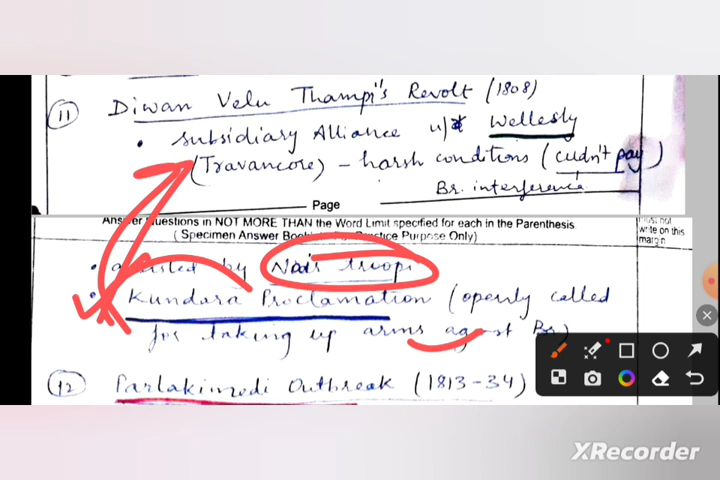 11 Diwan Velu Thampi's Revolt (1808)
• Subsidiary Alliance w/ Wellesly
(Travancore) - harsh conditions (cudn't pay)
Br. interference
Page
Answer Questions in NOT MORE THAN the Word Limit specified for each in the Parenthesis
(Specimen Answer Booklet Practice Purpose Only)
must not
write on this
margin
• assisted by Nair troops
• Kundara Proclamation (openly called
for taking up arms against Br)
12 Parlakimedi Outbreak (1813-34)
XRecorder